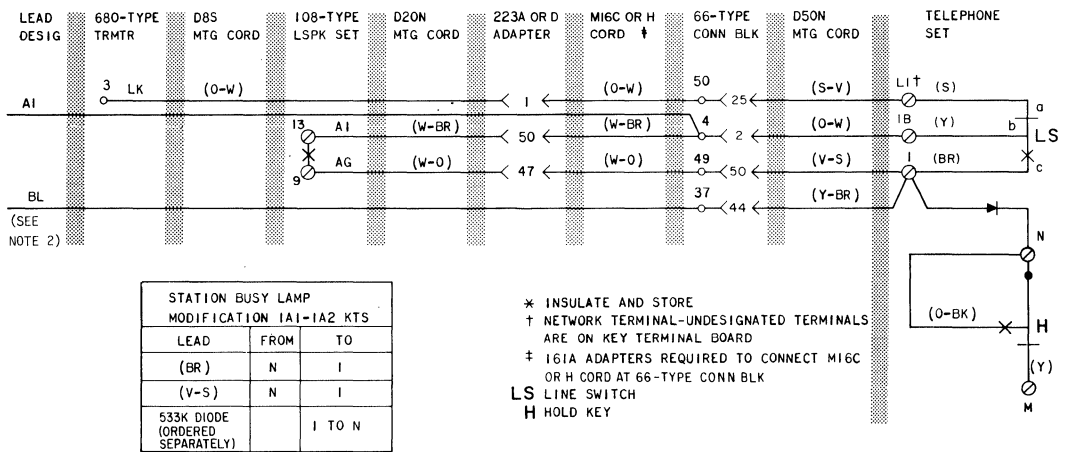 LEAD DESIG
680-TYPE TRMTR
D8S MTG CORD
108-TYPE LSPK SET
D20N MTG CORD
223A OR D ADAPTER
M16C OR H CORD ‡
66-TYPE CONN BLK
D50N MTG CORD
TELEPHONE SET
3 LK (O-W) 1 (O-W) 50 25 (S-V) L1† (S) a
A1
13 A1 (W-BR) 50 (W-BR) 4 2 (O-W) 1B (Y) b LS
9 AG (W-O) 47 (W-O) 49 50 (V-S) 1 (BR) c
BL 37 44 (Y-BR)
(SEE NOTE 2)
N
(O-BK) H
(Y)
M
STATION BUSY LAMP
MODIFICATION 1A1-1A2 KTS
LEAD FROM TO
(BR) N 1
(V-S) N 1
533K DIODE
(ORDERED
SEPARATELY)
1 TO N
* INSULATE AND STORE
† NETWORK TERMINAL-UNDESIGNATED TERMINALS
ARE ON KEY TERMINAL BOARD
‡ 161A ADAPTERS REQUIRED TO CONNECT M16C
OR H CORD AT 66-TYPE CONN BLK
LS LINE SWITCH
H HOLD KEY